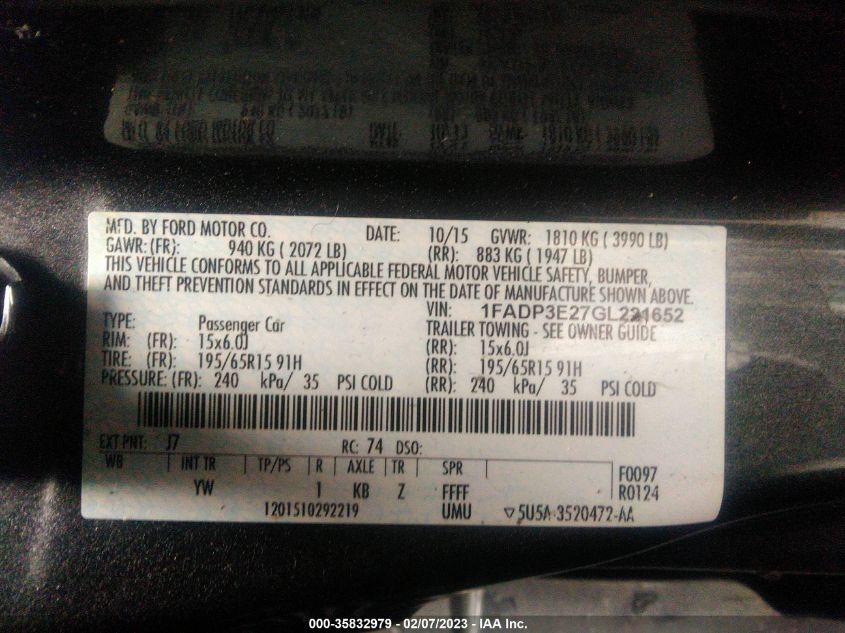 MFD. BY FORD MOTOR CO. DATE: 10/15 GVWR: 1810 KG ( 3990 LB)
GAWR: (FR): 940 KG ( 2072 LB) (RR): 883 KG ( 1947 LB)
THIS VEHICLE CONFORMS TO ALL APPLICABLE FEDERAL MOTOR VEHICLE SAFETY, BUMPER,
AND THEFT PREVENTION STANDARDS IN EFFECT ON THE DATE OF MANUFACTURE SHOWN ABOVE.
VIN: 1FADP3E27GL221652
TYPE: Passenger Car TRAILER TOWING - SEE OWNER GUIDE
RIM: (FR): 15x6.0J (RR): 15x6.0J
TIRE: (FR): 195/65R15 91H (RR): 195/65R15 91H
PRESSURE: (FR): 240 kPa/ 35 PSI COLD (RR): 240 kPa/ 35 PSI COLD
EXT PNT: J7 RC: 74 DSO:
WB INT TR TP/PS R AXLE TR SPR F0097
YW 1 KB Z FFFF R0124
1201510292219 UMU ▽5U5A-3520472-AA
000-35832979 - 02/07/2023 - IAA Inc.